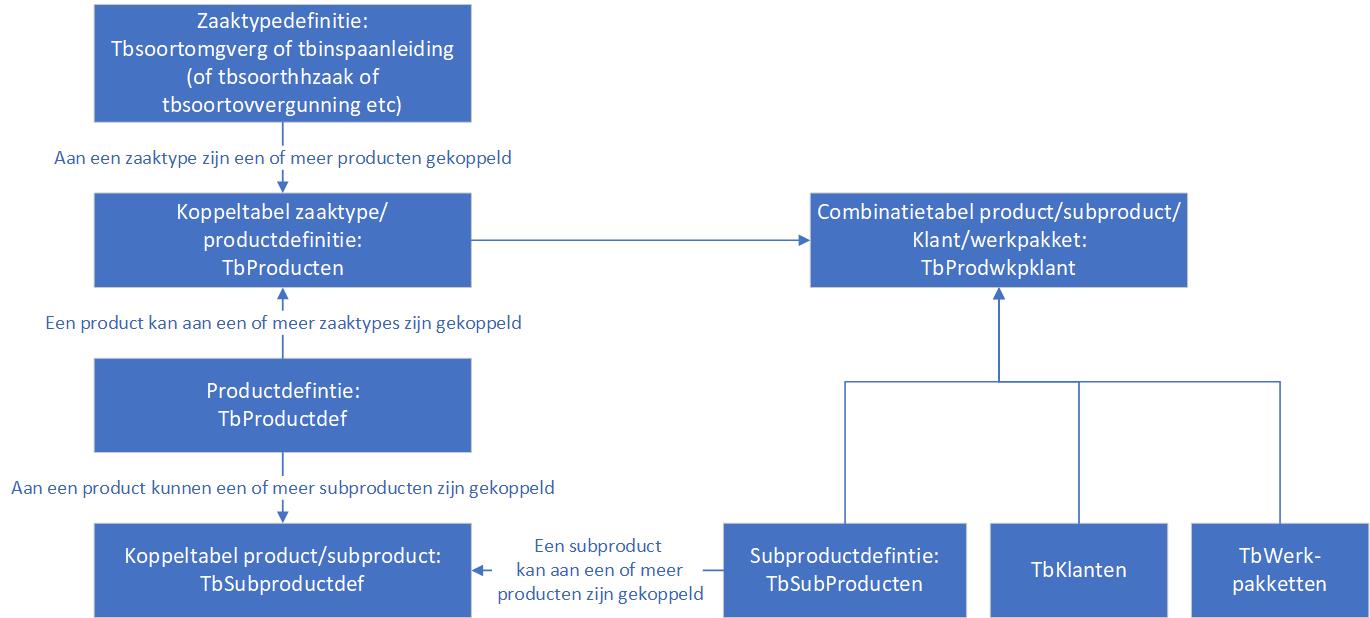 Zaaktypedefinitie:
Tbsoortomgverg of tbinspaanleiding
(of tbsoorthhzaak of
tbsoortovvergunning etc)
Aan een zaaktype zijn een of meer producten gekoppeld
Koppeltabel zaaktype/
productdefinitie:
TbProducten
Combinatietabel product/subproduct/
Klant/werkpakket:
TbProdwkpklant
Een product kan aan een of meer zaaktypes zijn gekoppeld
Productdefintie:
TbProductdef
Aan een product kunnen een of meer subproducten zijn gekoppeld
Koppeltabel product/subproduct:
TbSubproductdef
Een subproduct
kan aan een of meer
producten zijn gekoppeld
Subproductdefintie:
TbSubProducten
TbKlanten
TbWerk-
pakketten